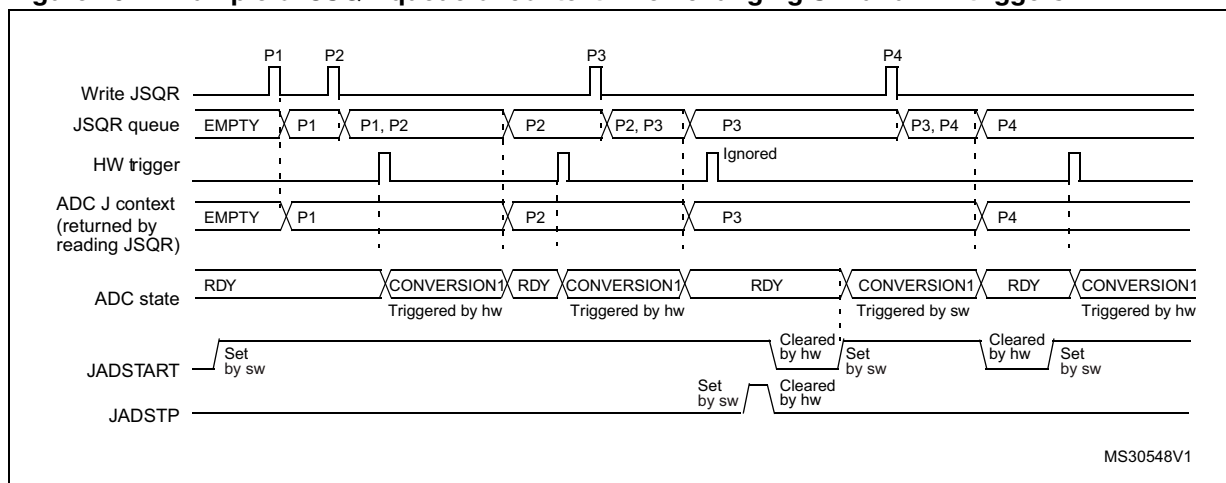 P1 P2 P3 P4
Write JSQR
JSQR queue EMPTY P1 P1, P2 P2 P2, P3 P3 P3, P4 P4
HW trigger Ignored
ADC J context
(returned by
reading JSQR)
EMPTY P1 P2 P3 P4
ADC state RDY CONVERSION1 RDY CONVERSION1 RDY CONVERSION1 RDY CONVERSION1
Triggered by hw Triggered by hw Triggered by sw Triggered by hw
JADSTART
Set
by sw
Cleared
by hw
Set
by sw
Cleared
by hw
Set
by sw
JADSTP
Set
by sw
Cleared
by hw
MS30548V1